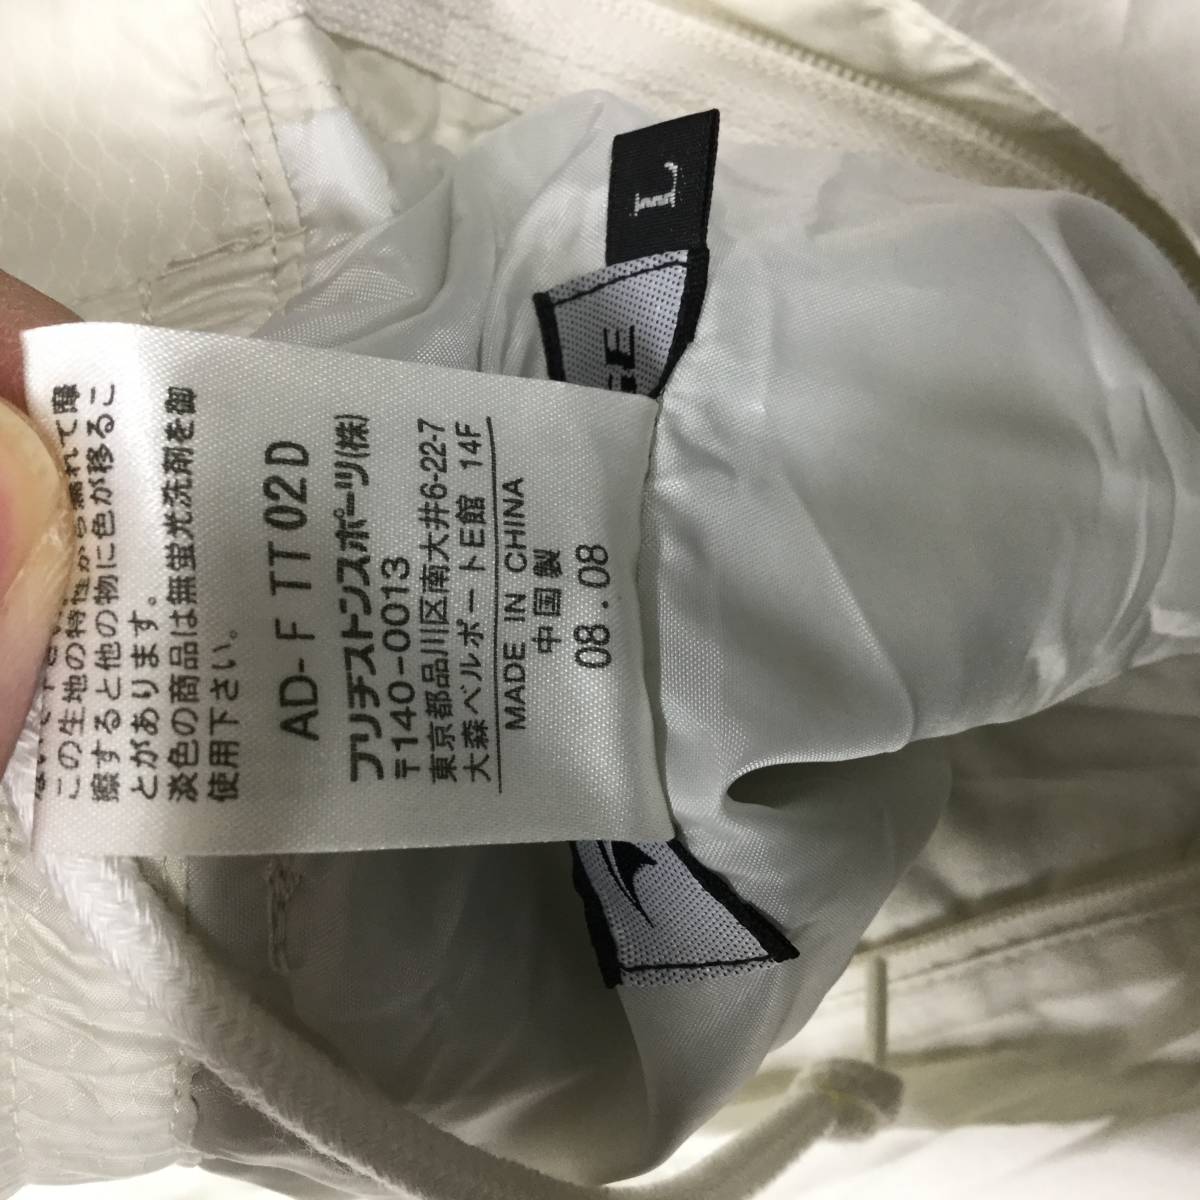 この生地の特性から濡れて摩
擦すると他の物に色が移るこ
とがあります。
淡色の商品は無蛍光洗剤を御
使用下さい。
AD-F TT 02D
ブリヂストンスポーツ(株)
〒140-0013
東京都品川区南大井6-22-7
大森ベルポートE館 14F
MADE IN CHINA
中国製
08.08
L